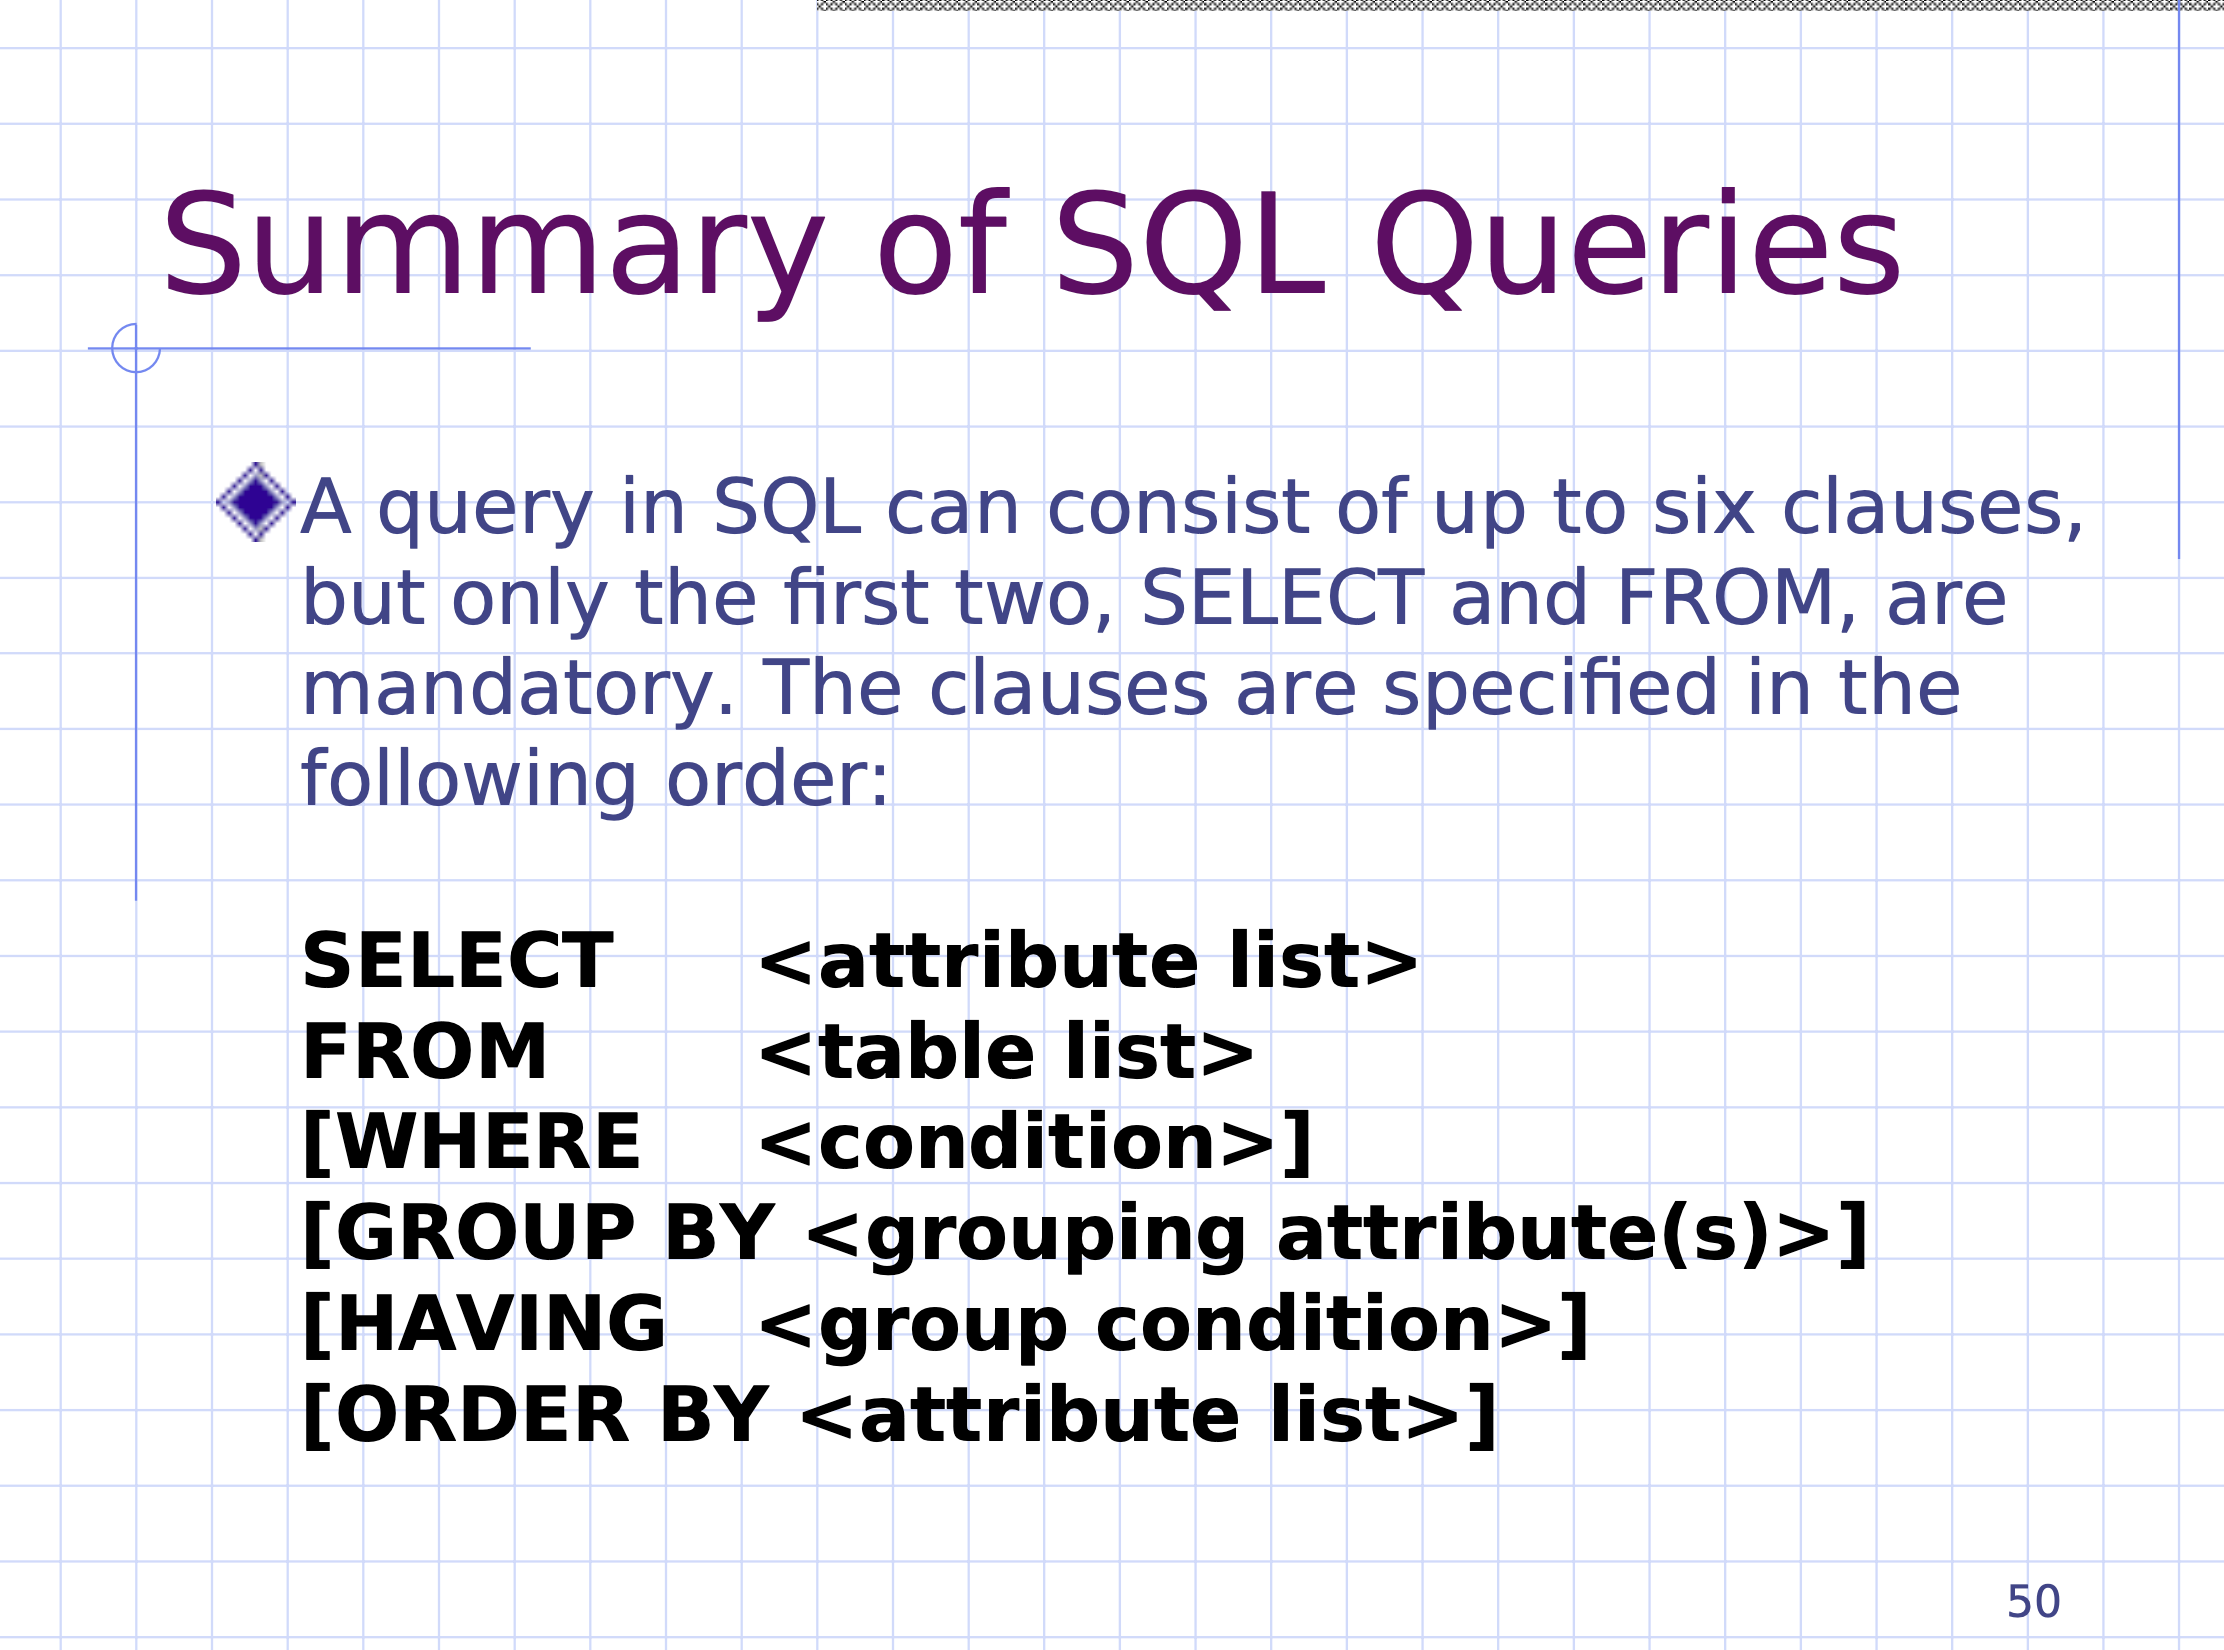 Summary of SQL Queries
A query in SQL can consist of up to six clauses,
but only the first two, SELECT and FROM, are
mandatory. The clauses are specified in the
following order:
SELECT <attribute list>
FROM <table list>
[WHERE <condition>]
[GROUP BY <grouping attribute(s)>]
[HAVING <group condition>]
[ORDER BY <attribute list>]
50